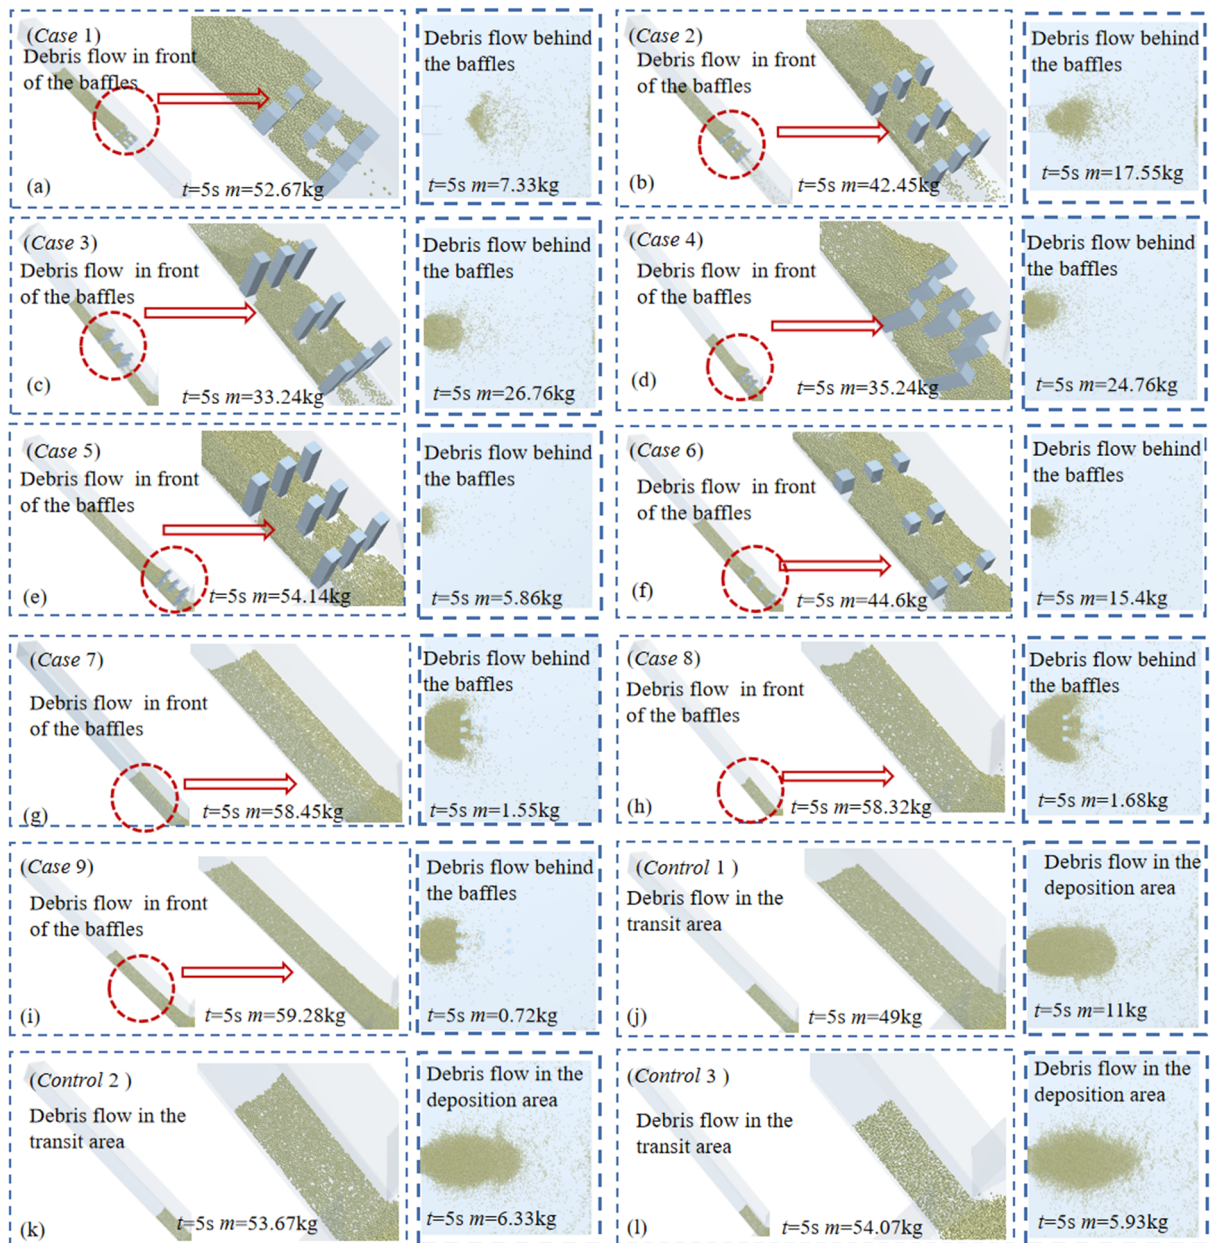 (Case 1)
Debris flow in front
of the baffles
(a)
t=5s m=52.67kg
Debris flow behind
the baffles
t=5s m=7.33kg
(Case 2)
Debris flow in front
of the baffles
(b)
t=5s m=42.45kg
Debris flow behind
the baffles
t=5s m=17.55kg
(Case 3)
Debris flow in front
of the baffles
(c)
t=5s m=33.24kg
Debris flow behind
the baffles
t=5s m=26.76kg
(Case 4)
Debris flow in front
of the baffles
(d)
t=5s m=35.24kg
Debris flow behind
the baffles
t=5s m=24.76kg
(Case 5)
Debris flow in front
of the baffles
(e)
t=5s m=54.14kg
Debris flow behind
the baffles
t=5s m=5.86kg
(Case 6)
Debris flow in front
of the baffles
(f)
t=5s m=44.6kg
Debris flow behind
the baffles
t=5s m=15.4kg
(Case 7)
Debris flow in front
of the baffles
(g)
t=5s m=58.45kg
Debris flow behind
the baffles
t=5s m=1.55kg
(Case 8)
Debris flow in front
of the baffles
(h)
t=5s m=58.32kg
Debris flow behind
the baffles
t=5s m=1.68kg
(Case 9)
Debris flow in front
of the baffles
(i)
t=5s m=59.28kg
Debris flow behind
the baffles
t=5s m=0.72kg
(Control 1 )
Debris flow in the
transit area
(j)
t=5s m=49kg
Debris flow in the
deposition area
t=5s m=11kg
(Control 2 )
Debris flow in the
transit area
(k)
t=5s m=53.67kg
Debris flow in the
deposition area
t=5s m=6.33kg
(Control 3 )
Debris flow in the
transit area
(l)
t=5s m=54.07kg
Debris flow in the
deposition area
t=5s m=5.93kg